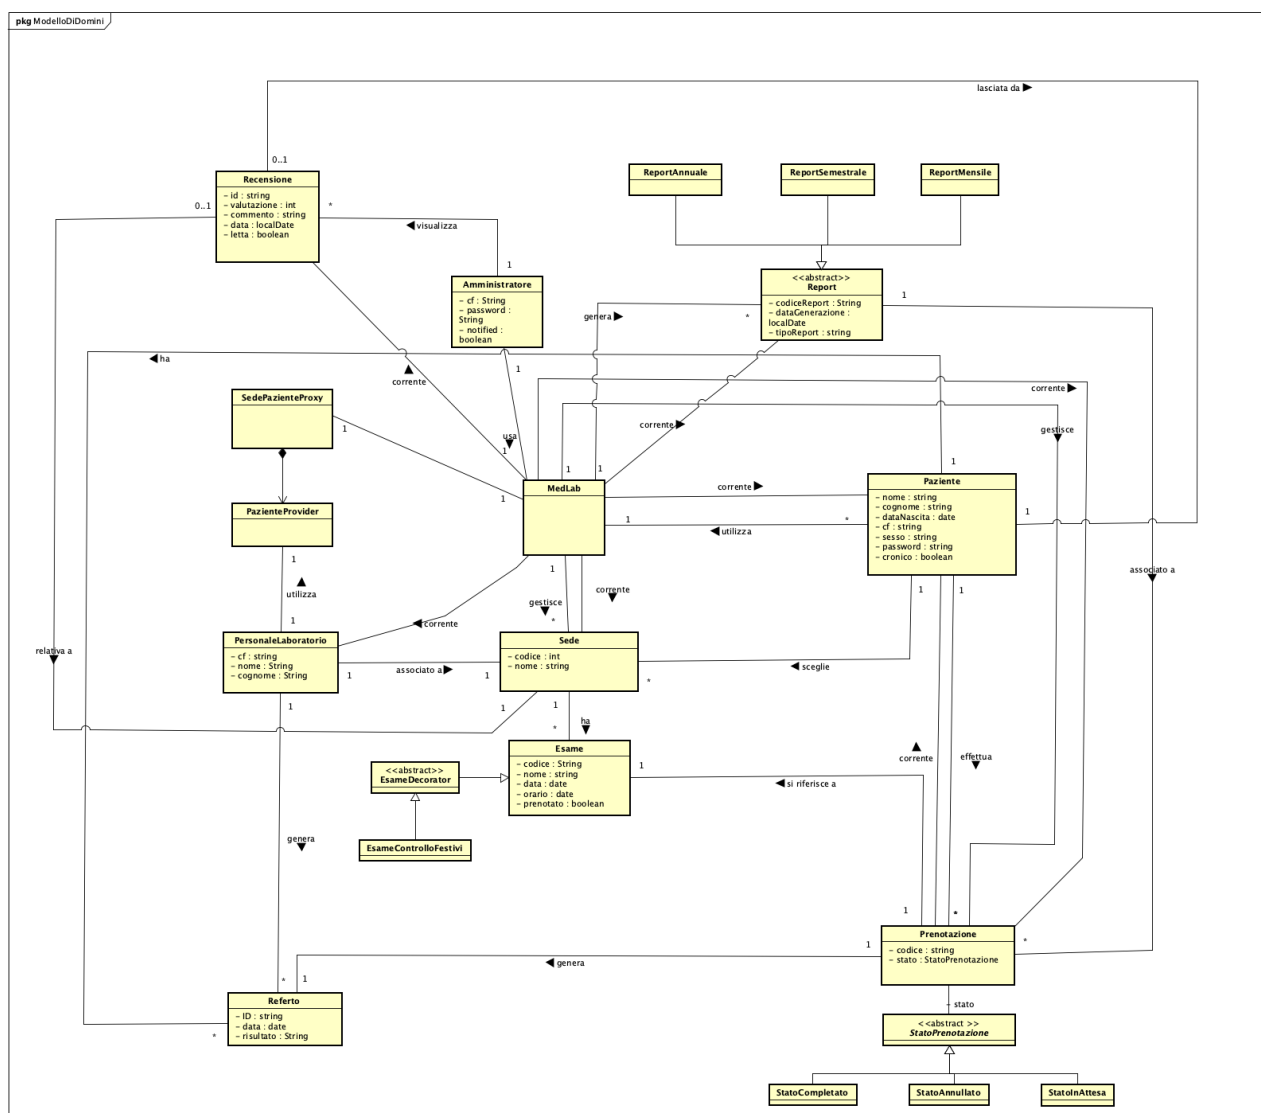 pkg ModelloDiDomini
lasciata da
0..1
Recensione
– id : string
– valutazione : int
– commento : string
– data : localDate
– letta : boolean
0..1
*
visualizza
1
ReportAnnuale
ReportSemestrale
ReportMensile
Amministratore
– cf : String
– password :
String
– notified :
boolean
1
<<abstract>>
Report
– codiceReport : String
– dataGenerazione :
localDate
– tipoReport : string
1
genera
*
ha
corrente
corrente
SedePazienteProxy
1
usa
1
corrente
gestisce
1
1
1
PazienteProvider
1
MedLab
1
corrente
1
utilizza
*
Paziente
– nome : string
– cognome : string
– dataNascita : date
– cf : string
– sesso : string
– password : string
– cronico : boolean
1
1
utilizza
1
1
gestisce
*
corrente
corrente
1
1
associato a
PersonaleLaboratorio
– cf : string
– nome : String
– cognome : String
relativa a
associato a
1
1
Sede
– codice : int
– nome : string
sceglie
*
1
1
1
ha
*
Esame
– codice : String
– nome : string
– data : date
– orario : date
– prenotato : boolean
1
si riferisce a
corrente
effettua
<<abstract>>
EsameDecorator
EsameControlloFestivi
genera
1
*
Prenotazione
– codice : string
– stato : StatoPrenotazione
1
*
genera
*
1
Referto
– ID : string
– data : date
– risultato : String
*
– stato
<<abstract >>
StatoPrenotazione
StatoCompletato
StatoAnnullato
StatoInAttesa